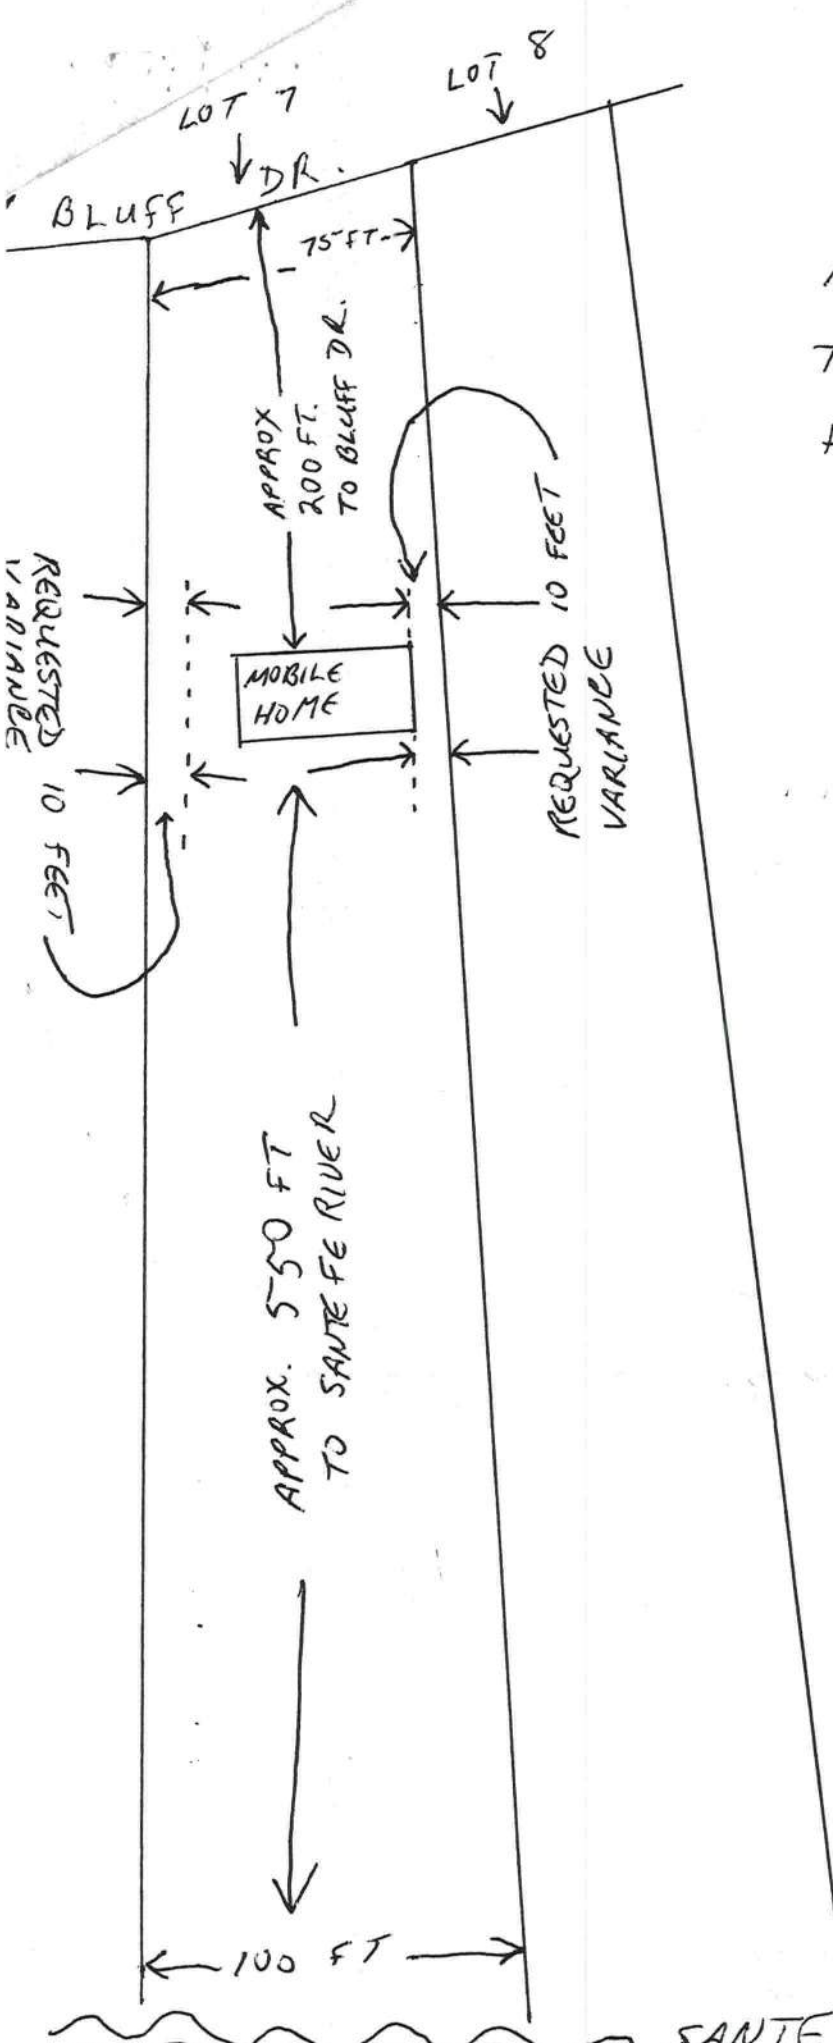 LOT 7
LOT 8
BLUFF DR.
75 FT.
APPROX
200 FT.
TO BLUFF DR.
REQUESTED 10 FEET
VARIANCE
MOBILE
HOME
REQUESTED 10 FEET
VARIANCE
APPROX. 550 FT
TO SANTE FE RIVER
100 FT
SANTE